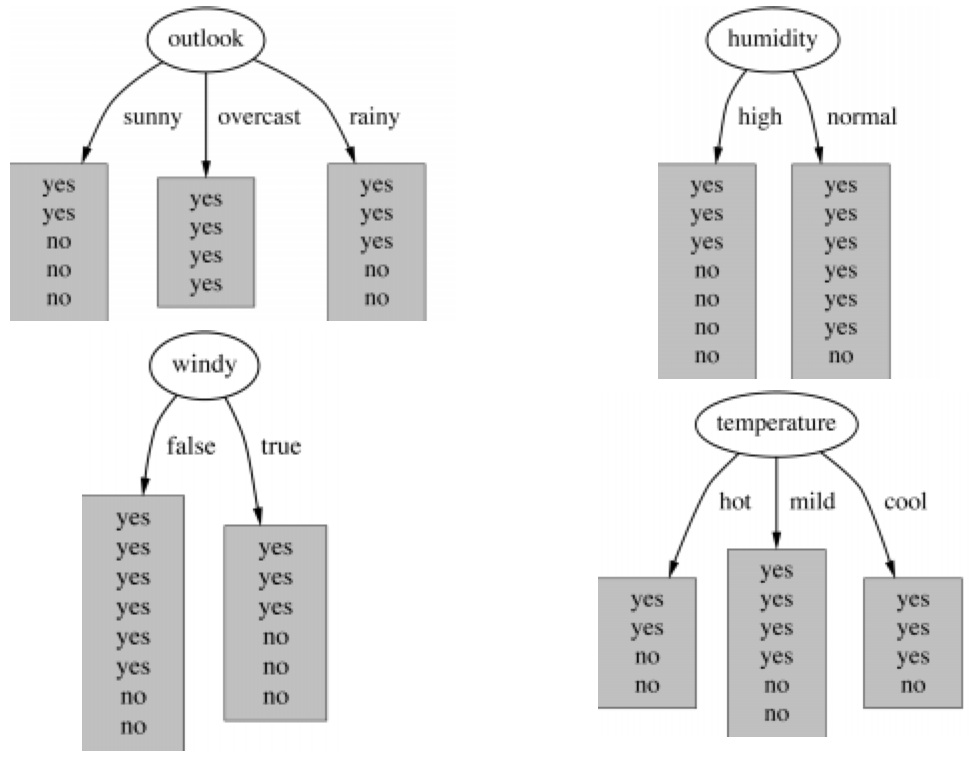 outlook
sunny overcast rainy
yes
yes
no
no
no
yes
yes
yes
yes
yes
yes
yes
no
no
humidity
high normal
yes
yes
yes
no
no
no
no
yes
yes
yes
yes
yes
yes
no
windy
false true
yes
yes
yes
yes
yes
yes
no
no
yes
yes
yes
no
no
no
temperature
hot mild cool
yes
yes
no
no
yes
yes
yes
yes
no
no
yes
yes
yes
no